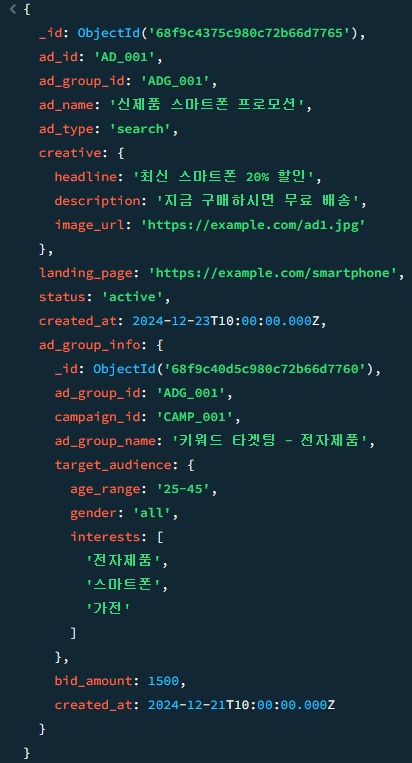 < {
_id: ObjectId('68f9c4375c980c72b66d7765'),
ad_id: 'AD_001',
ad_group_id: 'ADG_001',
ad_name: '신제품 스마트폰 프로모션',
ad_type: 'search',
creative: {
headline: '최신 스마트폰 20% 할인',
description: '지금 구매하시면 무료 배송',
image_url: 'https://example.com/ad1.jpg'
},
landing_page: 'https://example.com/smartphone',
status: 'active',
created_at: 2024-12-23T10:00:00.000Z,
ad_group_info: {
_id: ObjectId('68f9c40d5c980c72b66d7760'),
ad_group_id: 'ADG_001',
campaign_id: 'CAMP_001',
ad_group_name: '키워드 타겟팅 - 전자제품',
target_audience: {
age_range: '25-45',
gender: 'all',
interests: [
'전자제품',
'스마트폰',
'가전'
]
},
bid_amount: 1500,
created_at: 2024-12-21T10:00:00.000Z
}
}